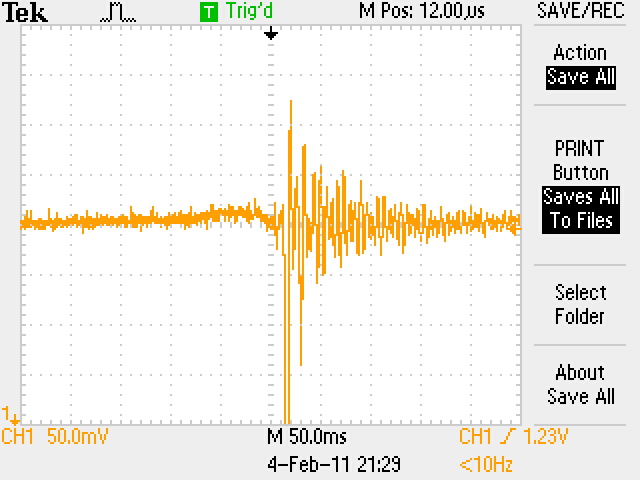 Tek T Trig'd M Pos: 12.00µs SAVE/REC
Action
Save All
PRINT
Button
Saves All
To Files
Select
Folder
About
Save All
1
CH1 50.0mV M 50.0ms CH1 1.23V
4-Feb-11 21:29 <10Hz